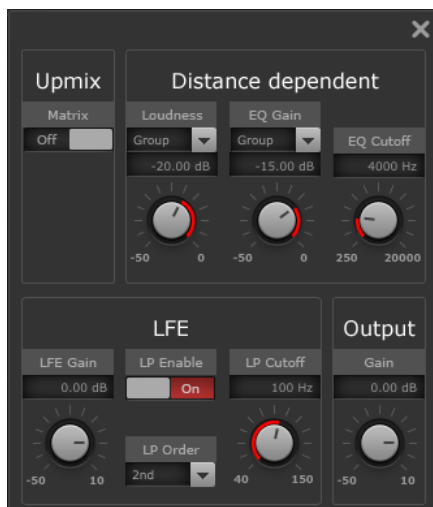 Upmix
Matrix
Off
Distance dependent
Loudness
Group
-20.00 dB
-50 0
EQ Gain
Group
-15.00 dB
-50 0
EQ Cutoff
4000 Hz
250 20000
LFE
LFE Gain
0.00 dB
-50 10
LP Enable
On
LP Order
2nd
LP Cutoff
100 Hz
40 150
Output
Gain
0.00 dB
-50 10